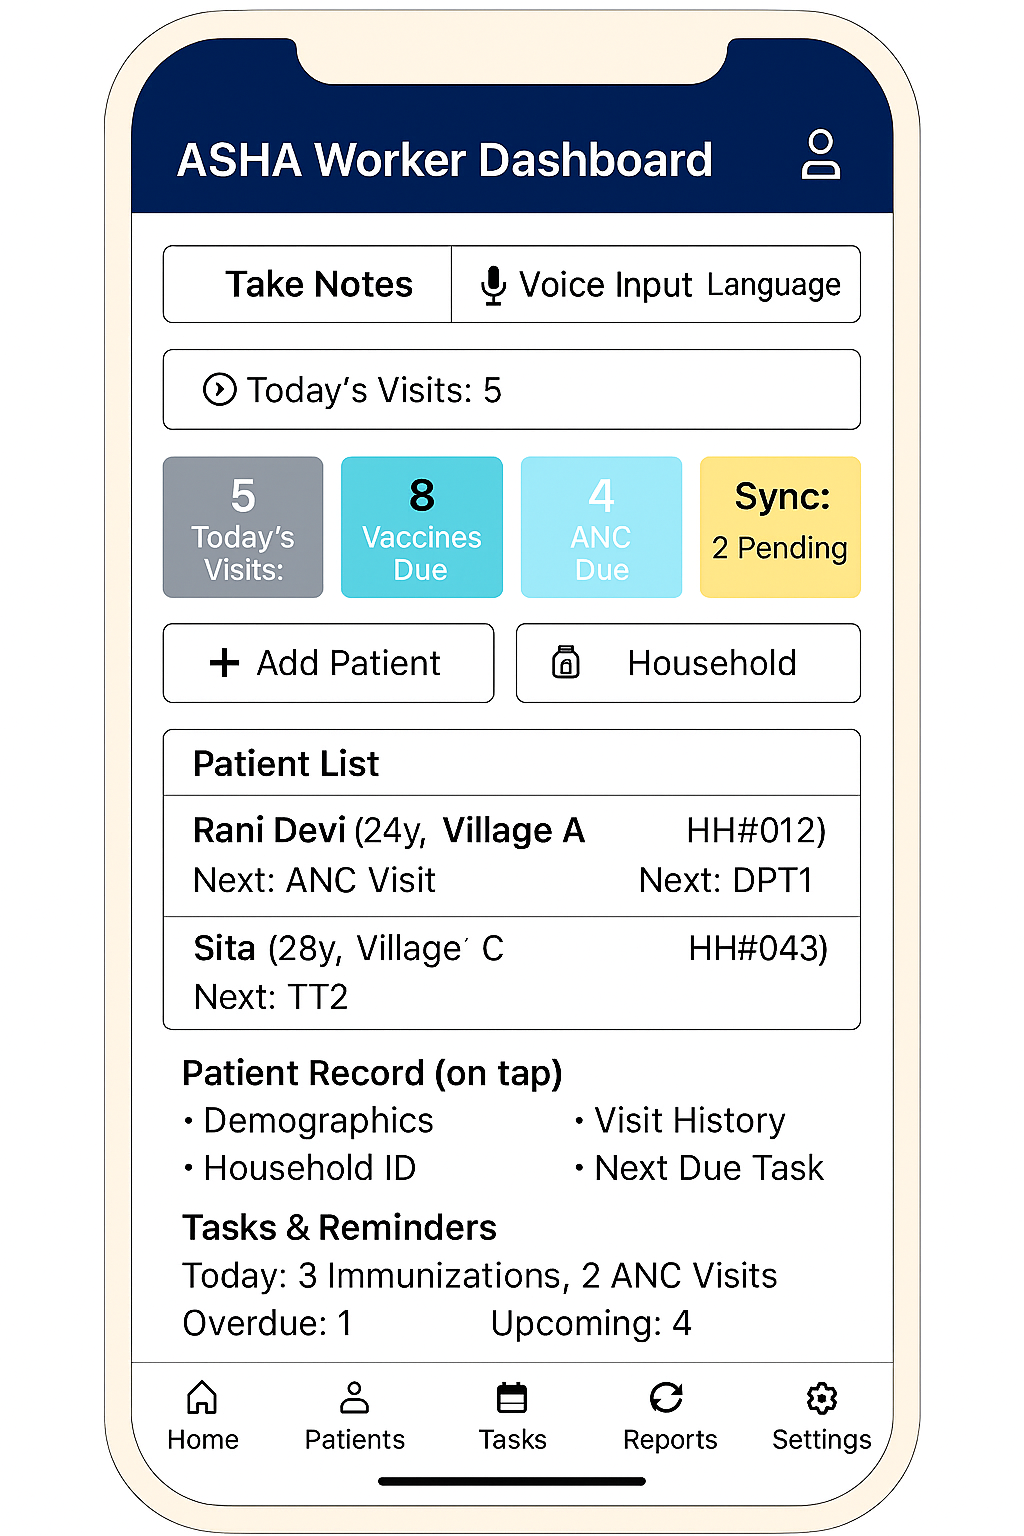 ASHA Worker Dashboard
Take Notes
Voice Input Language
Today's Visits: 5
5
Today's
Visits:
8
Vaccines
Due
4
ANC
Due
Sync:
2 Pending
Add Patient
Household
Patient List
Rani Devi (24y, Village A HH#012)
Next: ANC Visit Next: DPT1
Sita (28y, Village´ C HH#043)
Next: TT2
Patient Record (on tap)
• Demographics • Visit History
• Household ID • Next Due Task
Tasks & Reminders
Today: 3 Immunizations, 2 ANC Visits
Overdue: 1 Upcoming: 4
Home Patients Tasks Reports Settings